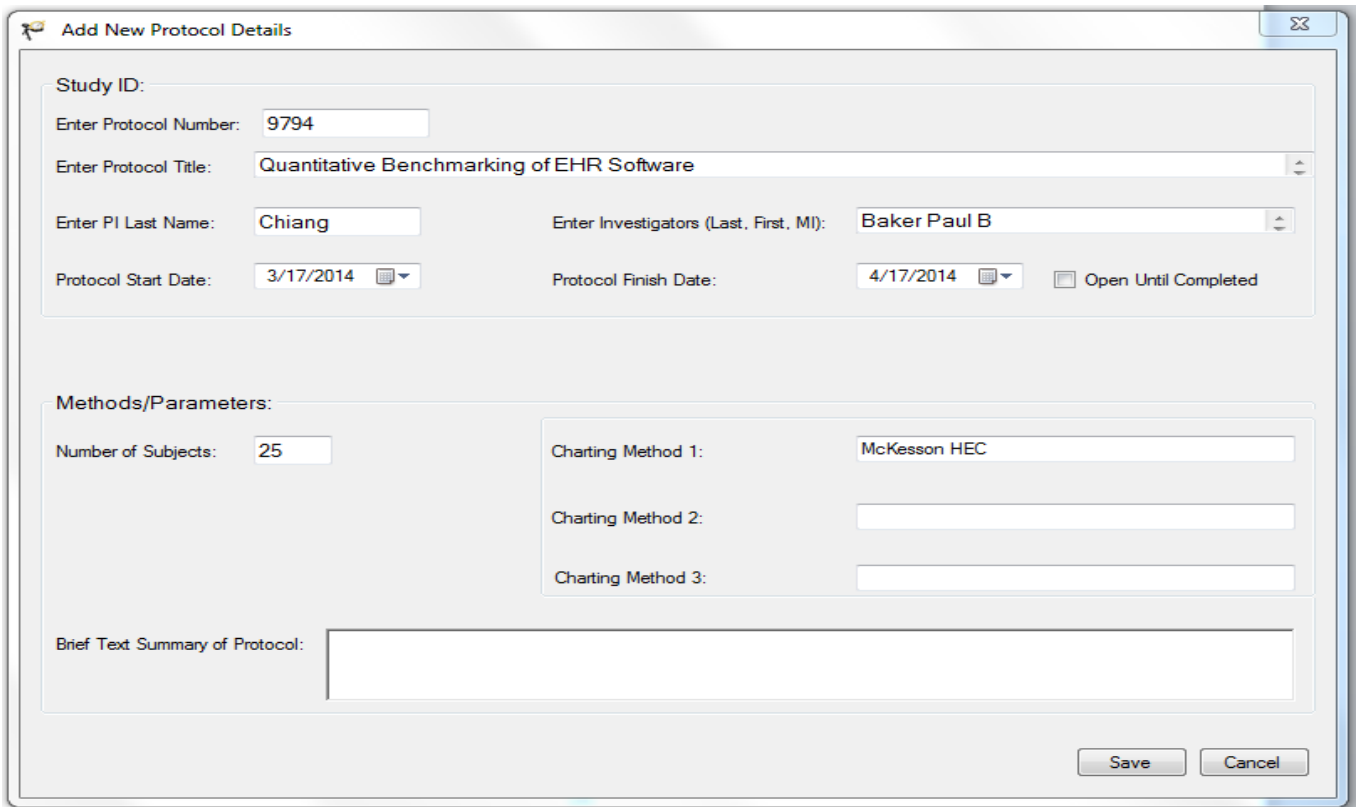 Add New Protocol Details
Study ID:
Enter Protocol Number: 9794
Enter Protocol Title: Quantitative Benchmarking of EHR Software
Enter PI Last Name: Chiang Enter Investigators (Last, First, MI): Baker Paul B
Protocol Start Date: 3/17/2014 Protocol Finish Date: 4/17/2014 Open Until Completed
Methods/Parameters:
Number of Subjects: 25 Charting Method 1: McKesson HEC
Charting Method 2:
Charting Method 3:
Brief Text Summary of Protocol:
Save Cancel